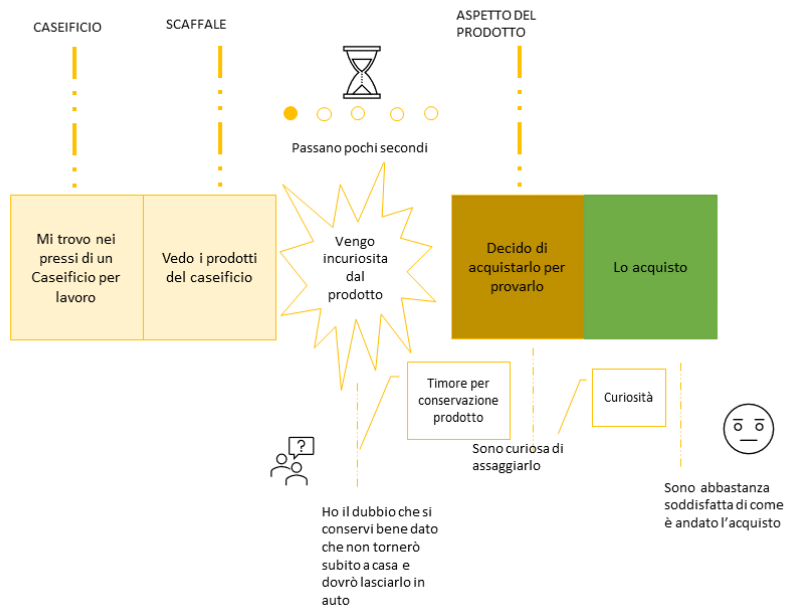 CASEIFICIO
SCAFFALE
ASPETTO DEL
PRODOTTO
Passano pochi secondi
Mi trovo nei
pressi di un
Caseificio per
lavoro
Vedo i prodotti
del caseificio
Vengo
incuriosita
dal
prodotto
Decido di
acquistarlo per
provarlo
Lo acquisto
Timore per
conservazione
prodotto
Curiosità
?
Sono curiosa di
assaggiarlo
Ho il dubbio che si
conservi bene dato
che non tornerò
subito a casa e
dovrò lasciarlo in
auto
Sono abbastanza
soddisfatta di come
è andato l'acquisto